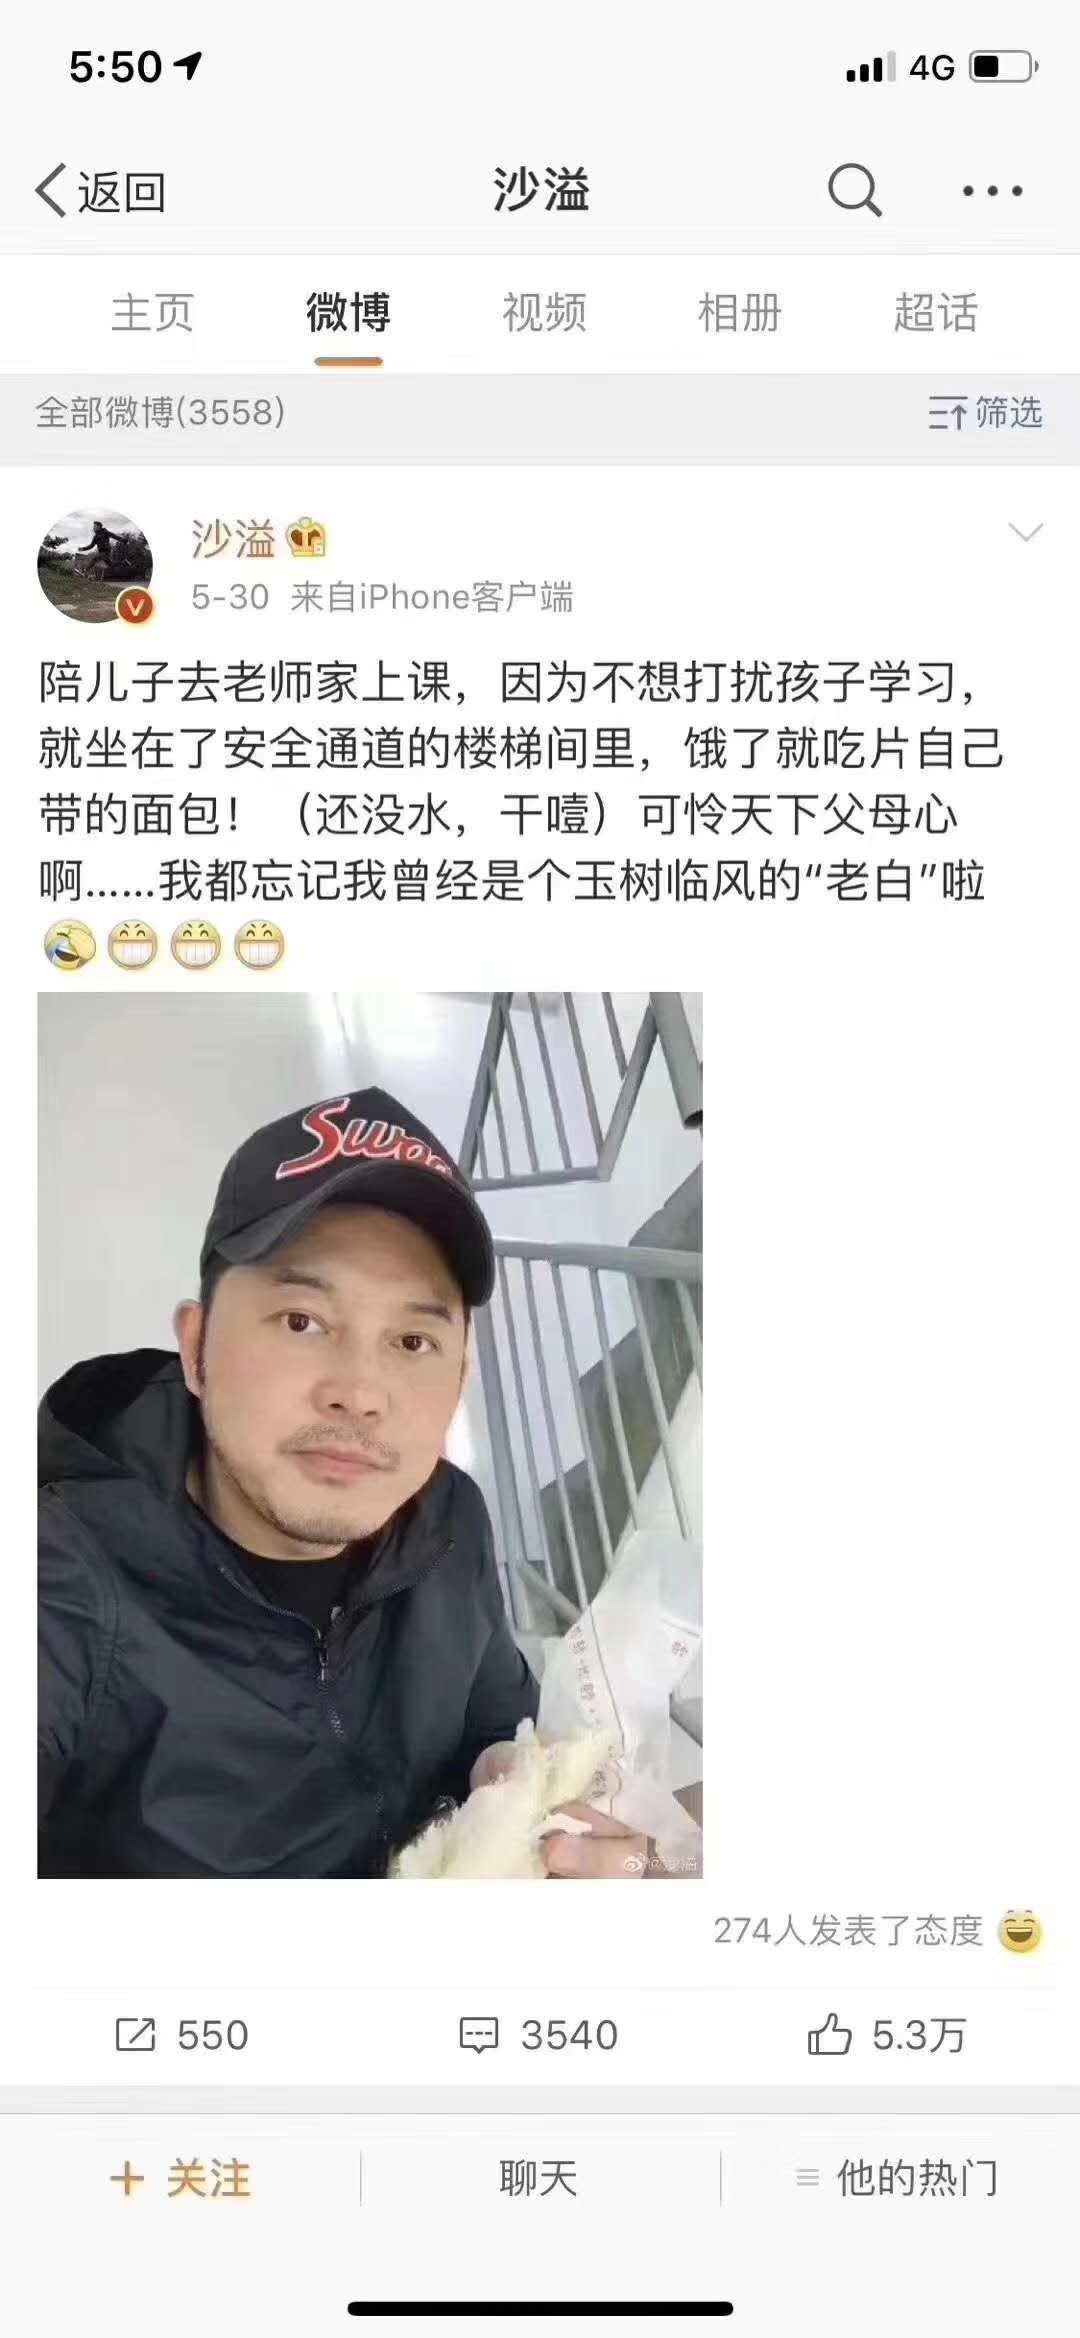 5:50
4G
返回
沙溢
主页 微博 视频 相册 超话
全部微博(3558)
筛选
沙溢
5-30 来自iPhone客户端
陪儿子去老师家上课，因为不想打扰孩子学习，
就坐在了安全通道的楼梯间里，饿了就吃片自己
带的面包！（还没水，干噎）可怜天下父母心
啊……我都忘记我曾经是个玉树临风的“老白”啦
274人发表了态度
550 3540 5.3万
+ 关注 聊天 他的热门